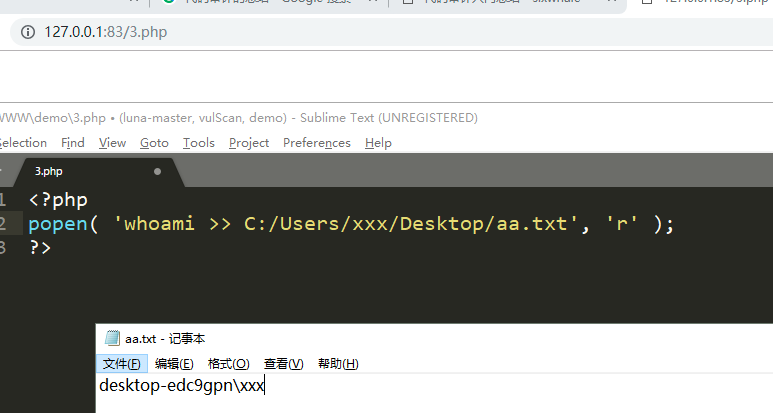 127.0.0.1:83/3.php
WWW\demo\3.php • (luna-master, vulScan, demo) - Sublime Text (UNREGISTERED)
Selection Find View Goto Tools Project Preferences Help
3.php
1 <?php
2 popen( 'whoami >> C:/Users/xxx/Desktop/aa.txt', 'r' );
3 ?>
aa.txt - 记事本
文件(F) 编辑(E) 格式(O) 查看(V) 帮助(H)
desktop-edc9gpn\xxx